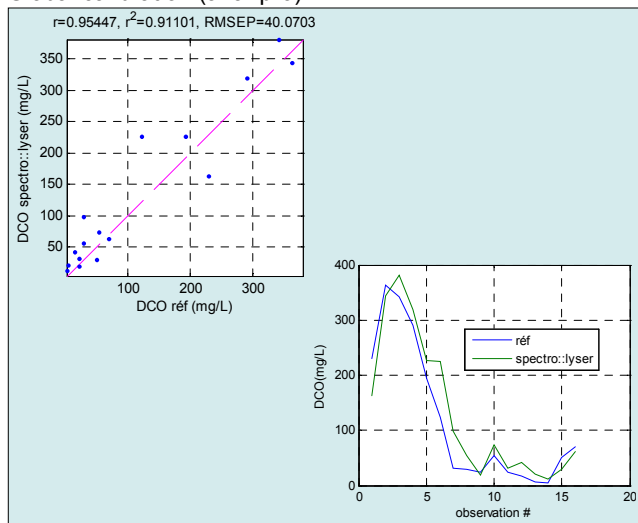 r=0.95447, r²=0.91101, RMSEP=40.0703
350
300
250
200
150
100
50
DCO spectro::lyser (mg/L)
100
200
300
DCO réf (mg/L)
400
300
200
100
0
DCO(mg/L)
réf
spectro::lyser
0
5
10
15
20
observation #